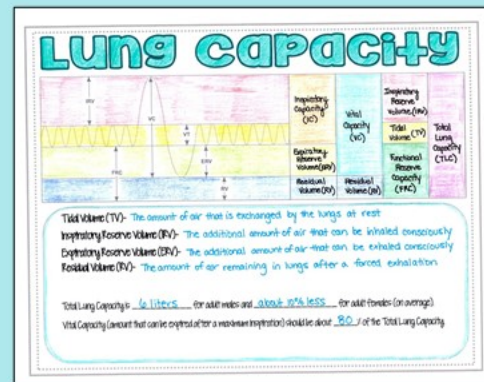 LUNG CAPACITY
IRV
VC
VT
FRC
ERV
RV
Inspiratory Capacity (IC)
Expiratory Reserve Volume (ERV)
Residual Volume (RV)
Vital Capacity (VC)
Residual Volume (RV)
Inspiratory Reserve Volume (IRV)
Tidal Volume (TV)
Functional Reserve Capacity (FRC)
Total Lung Capacity (TLC)
Tidal Volume (TV)- The amount of air that is exchanged by the lungs at rest
Inspiratory Reserve Volume (IRV)- The additional amount of air that can be inhaled consciously
Expiratory Reserve Volume (ERV)- The additional amount of air that can be exhaled consciously
Residual Volume (RV)- The amount of air remaining in lungs after a forced exhalation
Total Lung Capacity is 6 liters for adult males and about 10% less for adult females (on average).
Vital Capacity (amount that can be expired after a maximum inspiration) should be about 80 % of the Total Lung Capacity.